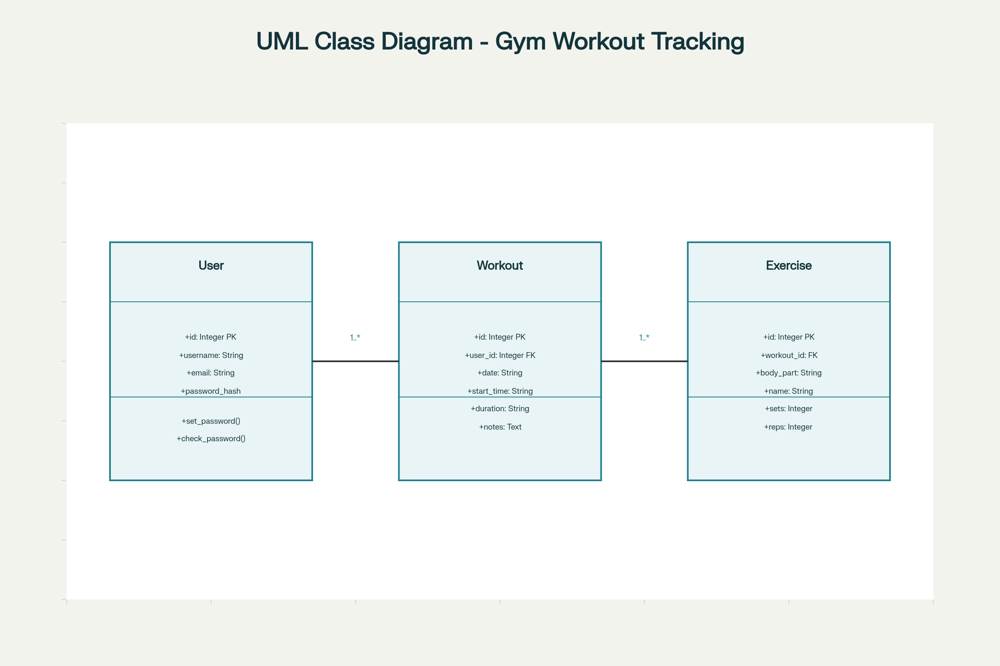 UML Class Diagram - Gym Workout Tracking
User
+id: Integer PK
+username: String
+email: String
+password_hash
+set_password()
+check_password()
1..*
Workout
+id: Integer PK
+user_id: Integer FK
+date: String
+start_time: String
+duration: String
+notes: Text
1..*
Exercise
+id: Integer PK
+workout_id: FK
+body_part: String
+name: String
+sets: Integer
+reps: Integer